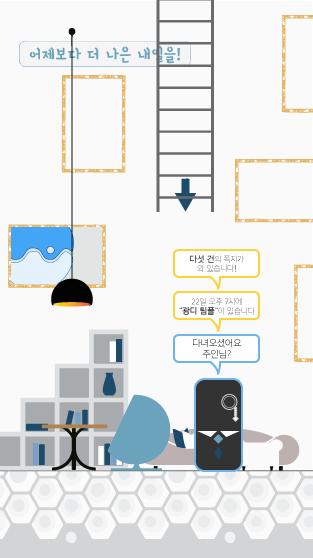 어제보다 더 나은 내일을!
다섯 건의 쪽지가
와 있습니다!
22일 오후 7시에
"광디 팀플"이 있습니다
다녀오셨어요
주인님?